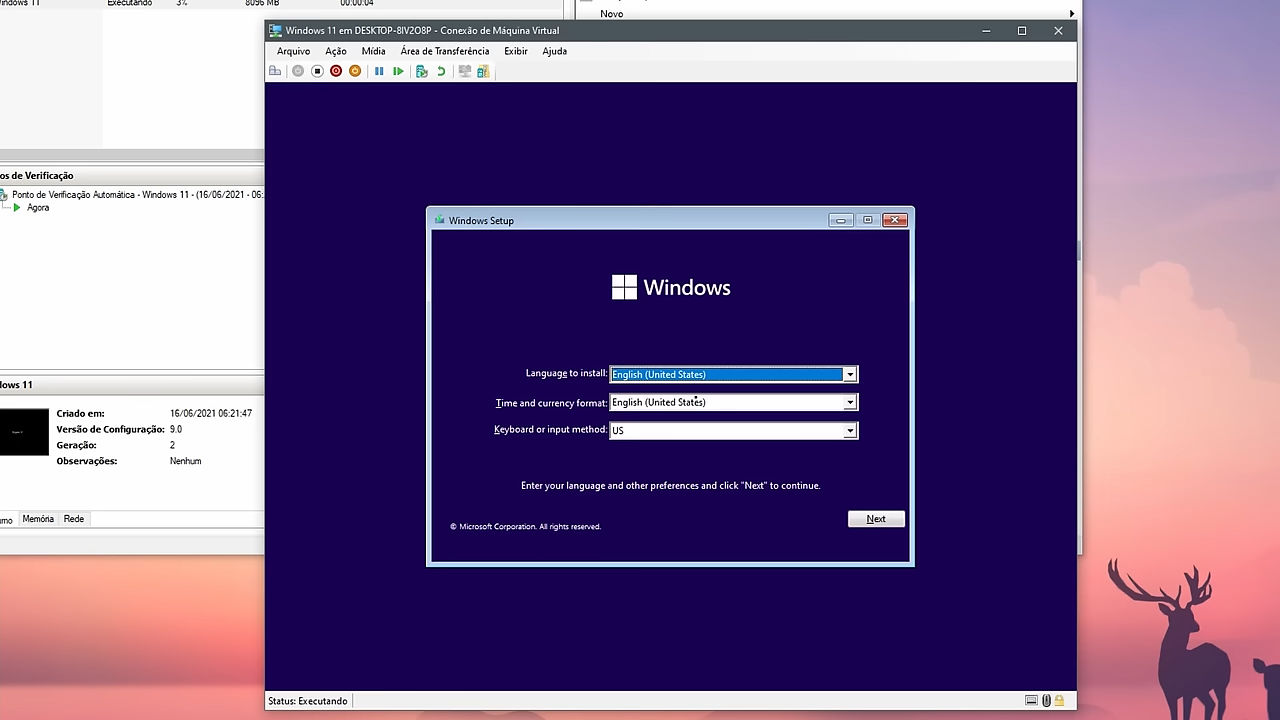 Windows 11 Executando 3% 8096 MB 00:00:04
Novo
Windows 11 em DESKTOP-8IV2O8P - Conexão de Máquina Virtual
Arquivo Ação Mídia Área de Transferência Exibir Ajuda
os de Verificação
Ponto de Verificação Automática - Windows 11 - (16/06/2021 - 06:
Agora
dows 11
Criado em: 16/06/2021 06:21:47
Versão de Configuração: 9.0
Geração: 2
Observações: Nenhum
umo Memória Rede
Windows Setup
Windows
Language to install: English (United States)
Time and currency format: English (United States)
Keyboard or input method: US
Enter your language and other preferences and click "Next" to continue.
© Microsoft Corporation. All rights reserved.
Next
Status: Executando